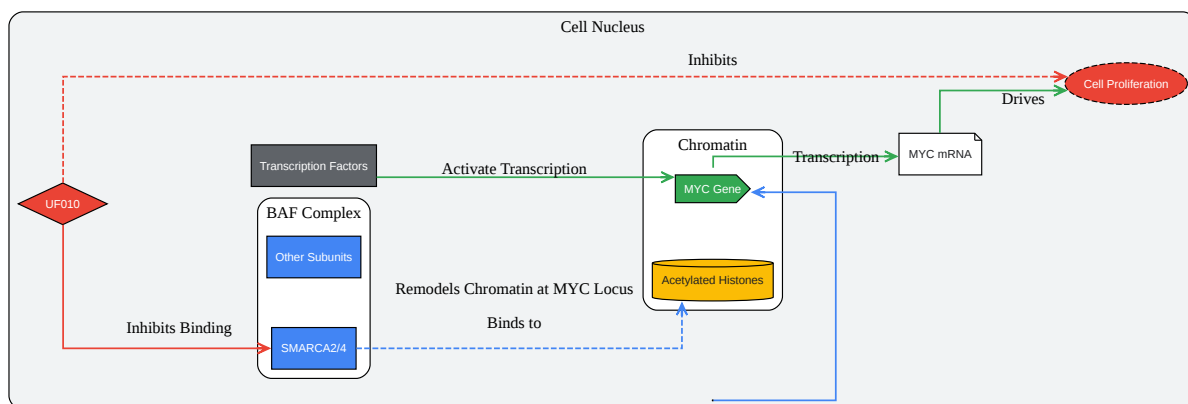 Cell Nucleus
Inhibits
Cell Proliferation
Drives
Chromatin
Transcription
MYC mRNA
Transcription Factors
Activate Transcription
MYC Gene
UF010
BAF Complex
Other Subunits
Acetylated Histones
Remodels Chromatin at MYC Locus
Binds to
Inhibits Binding
SMARCA2/4